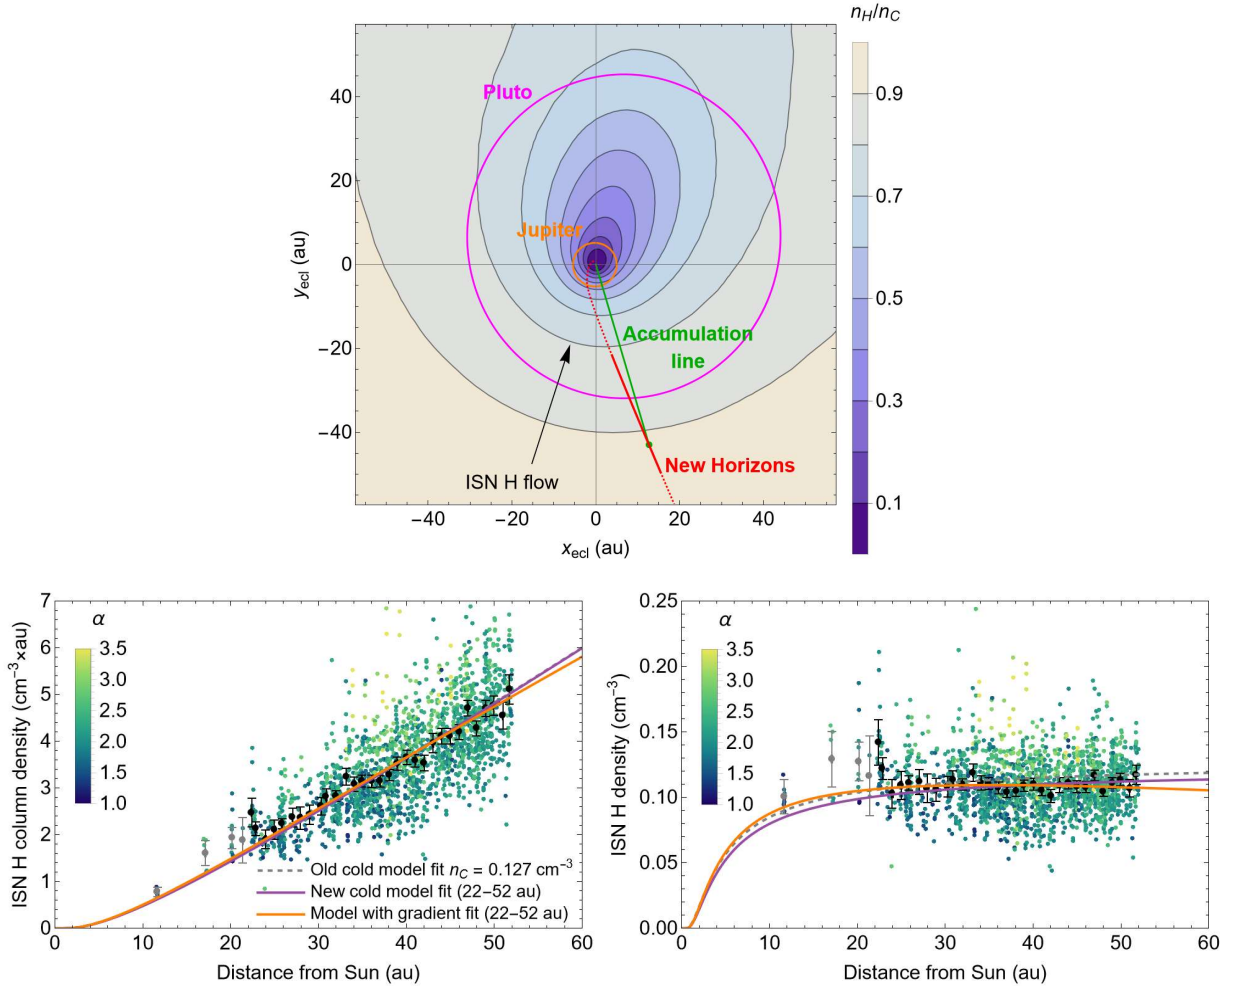 n_H/n_C
Pluto
Jupiter
Accumulation
line
New Horizons
ISN H flow
40
20
0
−20
−40
y_ecl (au)
−40 −20 0 20 40
x_ecl (au)
0.9
0.7
0.5
0.3
0.1
7
6
5
4
3
2
1
0
ISN H column density (cm⁻³×au)
α
3.5
3.0
2.5
2.0
1.5
1.0
Old cold model fit n_C = 0.127 cm⁻³
New cold model fit (22−52 au)
Model with gradient fit (22−52 au)
0 10 20 30 40 50 60
Distance from Sun (au)
0.25
0.20
0.15
0.10
0.05
0.00
ISN H density (cm⁻³)
α
3.5
3.0
2.5
2.0
1.5
1.0
0 10 20 30 40 50 60
Distance from Sun (au)